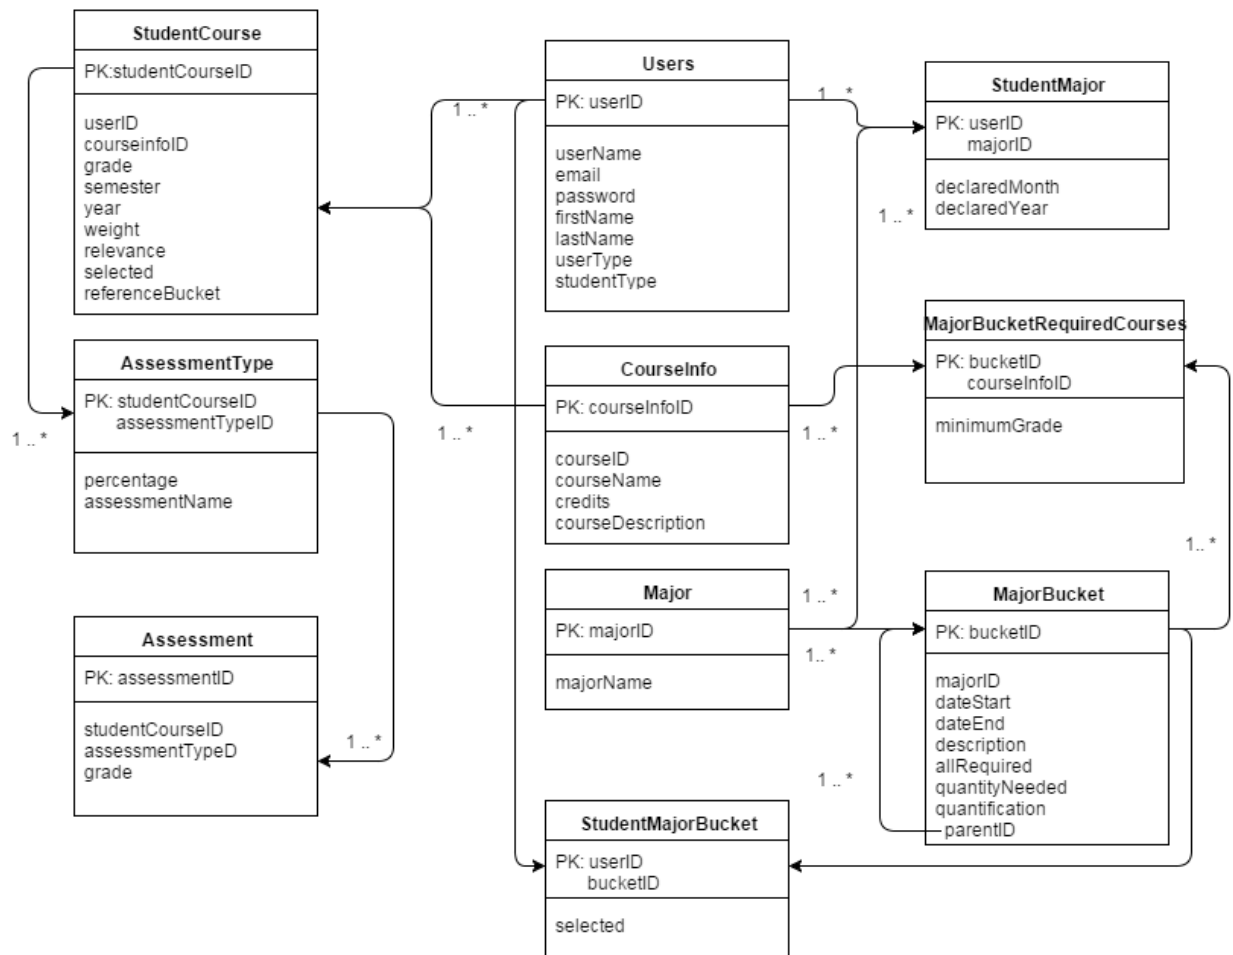 StudentCourse
PK:studentCourseID
userID
courseinfoID
grade
semester
year
weight
relevance
selected
referenceBucket
1 .. *
Users
PK: userID
userName
email
password
firstName
lastName
userType
studentType
1 .. *
StudentMajor
PK: userID
majorID
declaredMonth
declaredYear
1 .. *
AssessmentType
PK: studentCourseID
assessmentTypeID
percentage
assessmentName
1 .. *
CourseInfo
PK: courseInfoID
courseID
courseName
credits
courseDescription
1 .. *
1 .. *
MajorBucketRequiredCourses
PK: bucketID
courseInfoID
minimumGrade
1.. *
Assessment
PK: assessmentID
studentCourseID
assessmentTypeD
grade
1 .. *
Major
PK: majorID
majorName
1 .. *
1.. *
MajorBucket
PK: bucketID
majorID
dateStart
dateEnd
description
allRequired
quantityNeeded
quantification
parentID
1 .. *
StudentMajorBucket
PK: userID
bucketID
selected